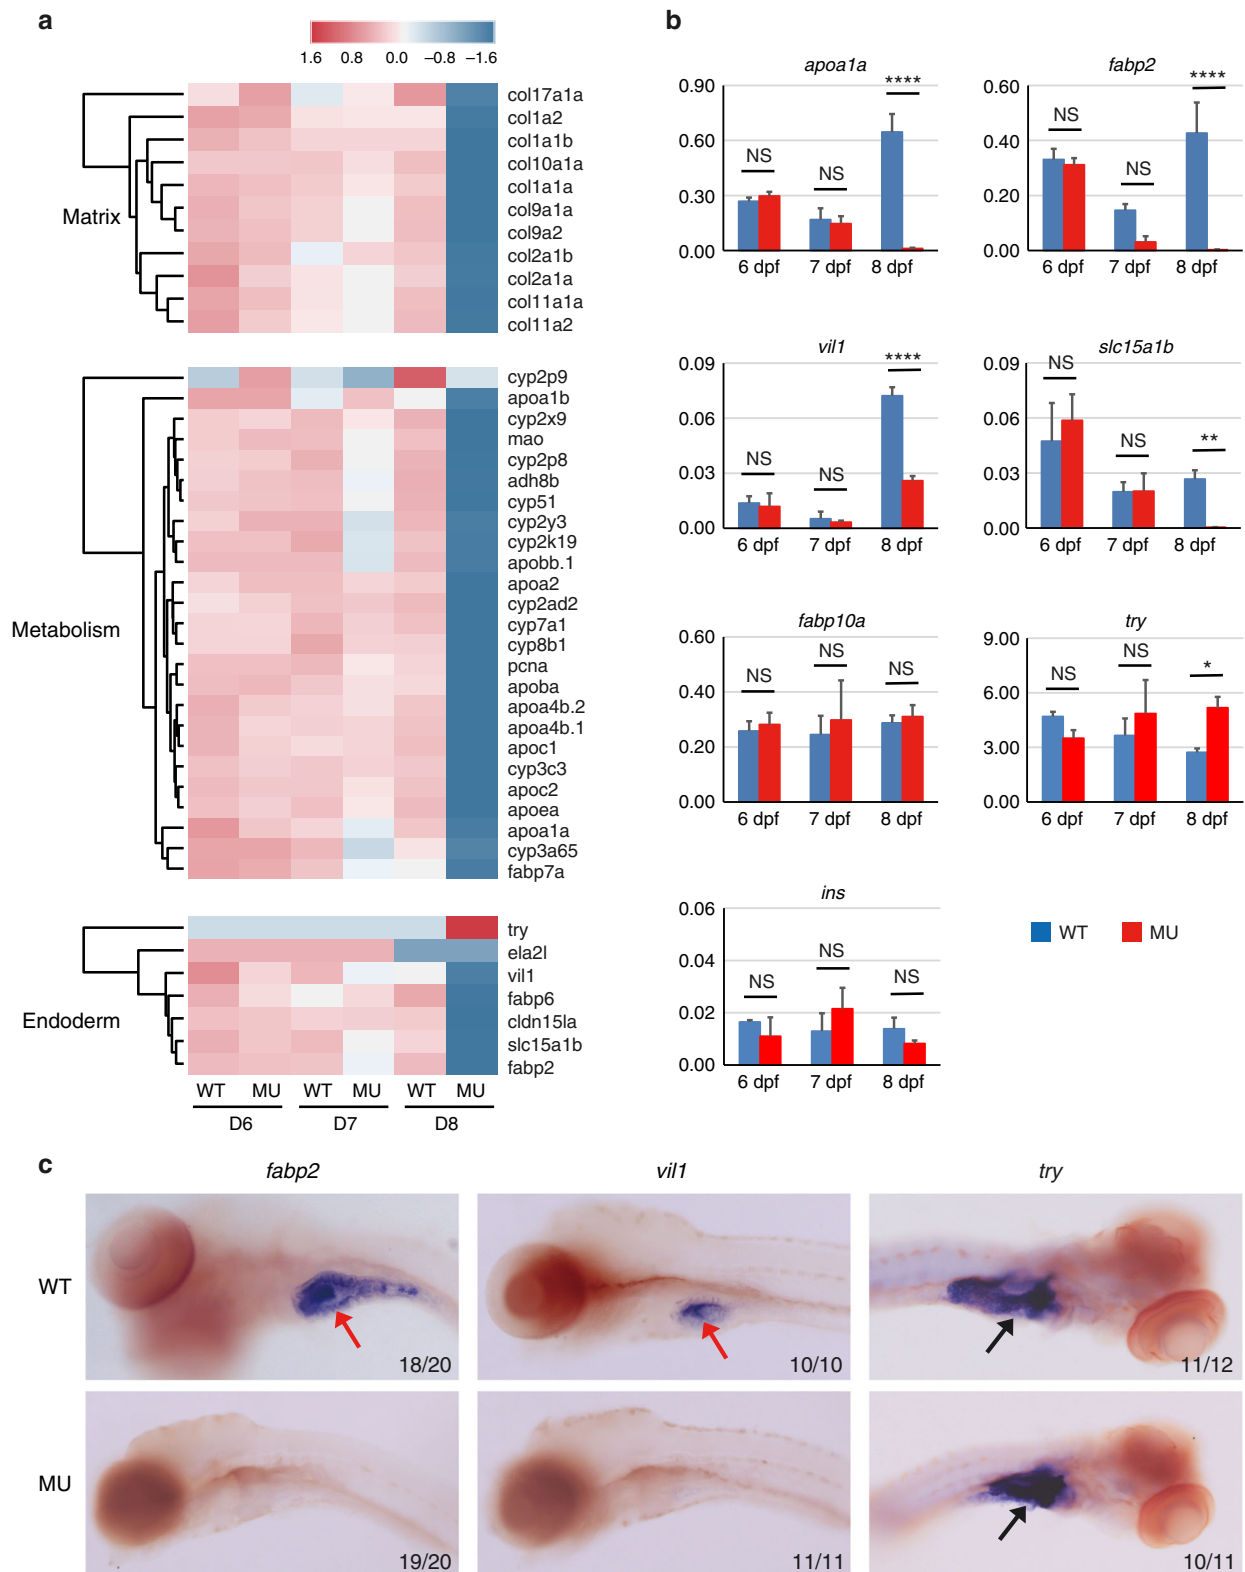 a
1.6 0.8 0.0 −0.8 −1.6
Matrix
col17a1a
col1a2
col1a1b
col10a1a
col1a1a
col9a1a
col9a2
col2a1b
col2a1a
col11a1a
col11a2
Metabolism
cyp2p9
apoa1b
cyp2x9
mao
cyp2p8
adh8b
cyp51
cyp2y3
cyp2k19
apobb.1
apoa2
cyp2ad2
cyp7a1
cyp8b1
pcna
apoba
apoa4b.2
apoa4b.1
apoc1
cyp3c3
apoc2
apoea
apoa1a
cyp3a65
fabp7a
Endoderm
try
ela2l
vil1
fabp6
cldn15la
slc15a1b
fabp2
WT MU WT MU WT MU
D6 D7 D8
b
apoa1a
0.90
0.60
0.30
0.00
NS NS ****
6 dpf 7 dpf 8 dpf
fabp2
0.60
0.40
0.20
0.00
NS NS ****
6 dpf 7 dpf 8 dpf
vil1
0.09
0.06
0.03
0.00
NS NS ****
6 dpf 7 dpf 8 dpf
slc15a1b
0.09
0.06
0.03
0.00
NS NS **
6 dpf 7 dpf 8 dpf
fabp10a
0.60
0.40
0.20
0.00
NS NS NS
6 dpf 7 dpf 8 dpf
try
9.00
6.00
3.00
0.00
NS NS *
6 dpf 7 dpf 8 dpf
ins
0.06
0.04
0.02
0.00
NS NS NS
6 dpf 7 dpf 8 dpf
WT MU
c
fabp2 vil1 try
WT
18/20 10/10 11/12
MU
19/20 11/11 10/11